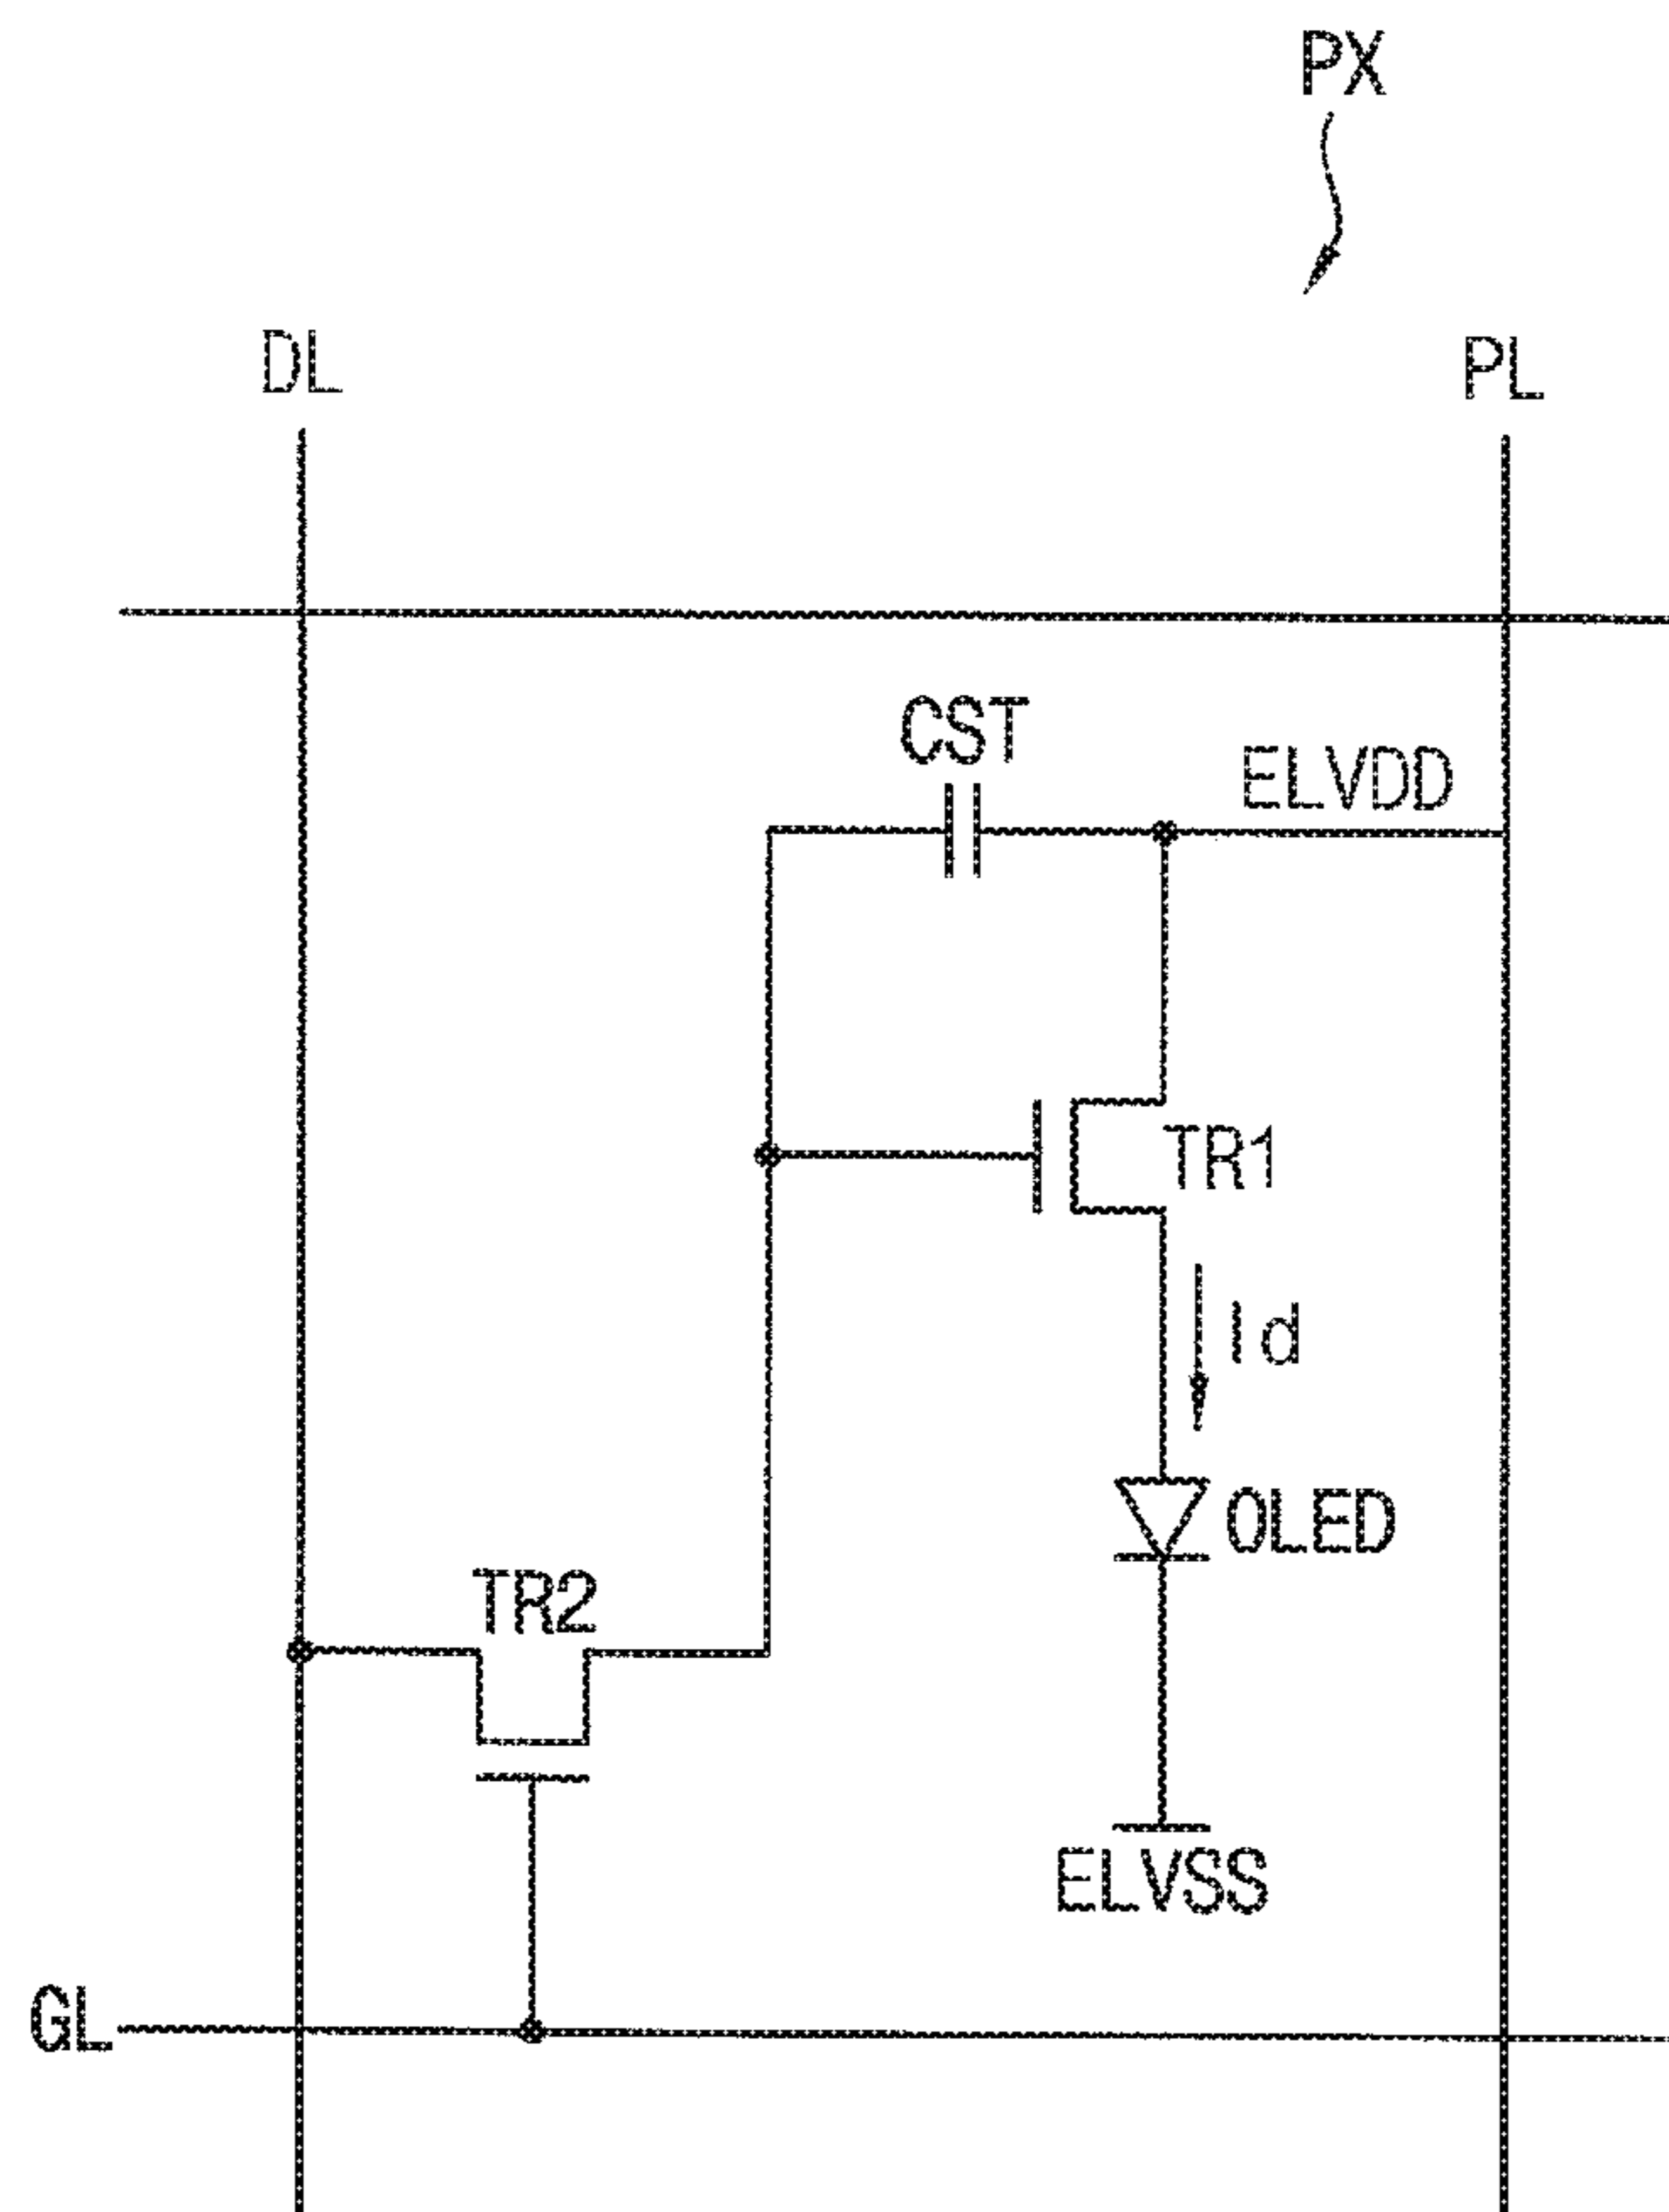 PX
DL
PL
CST
ELVDD
TR1
Id
OLED
TR2
ELVSS
GL